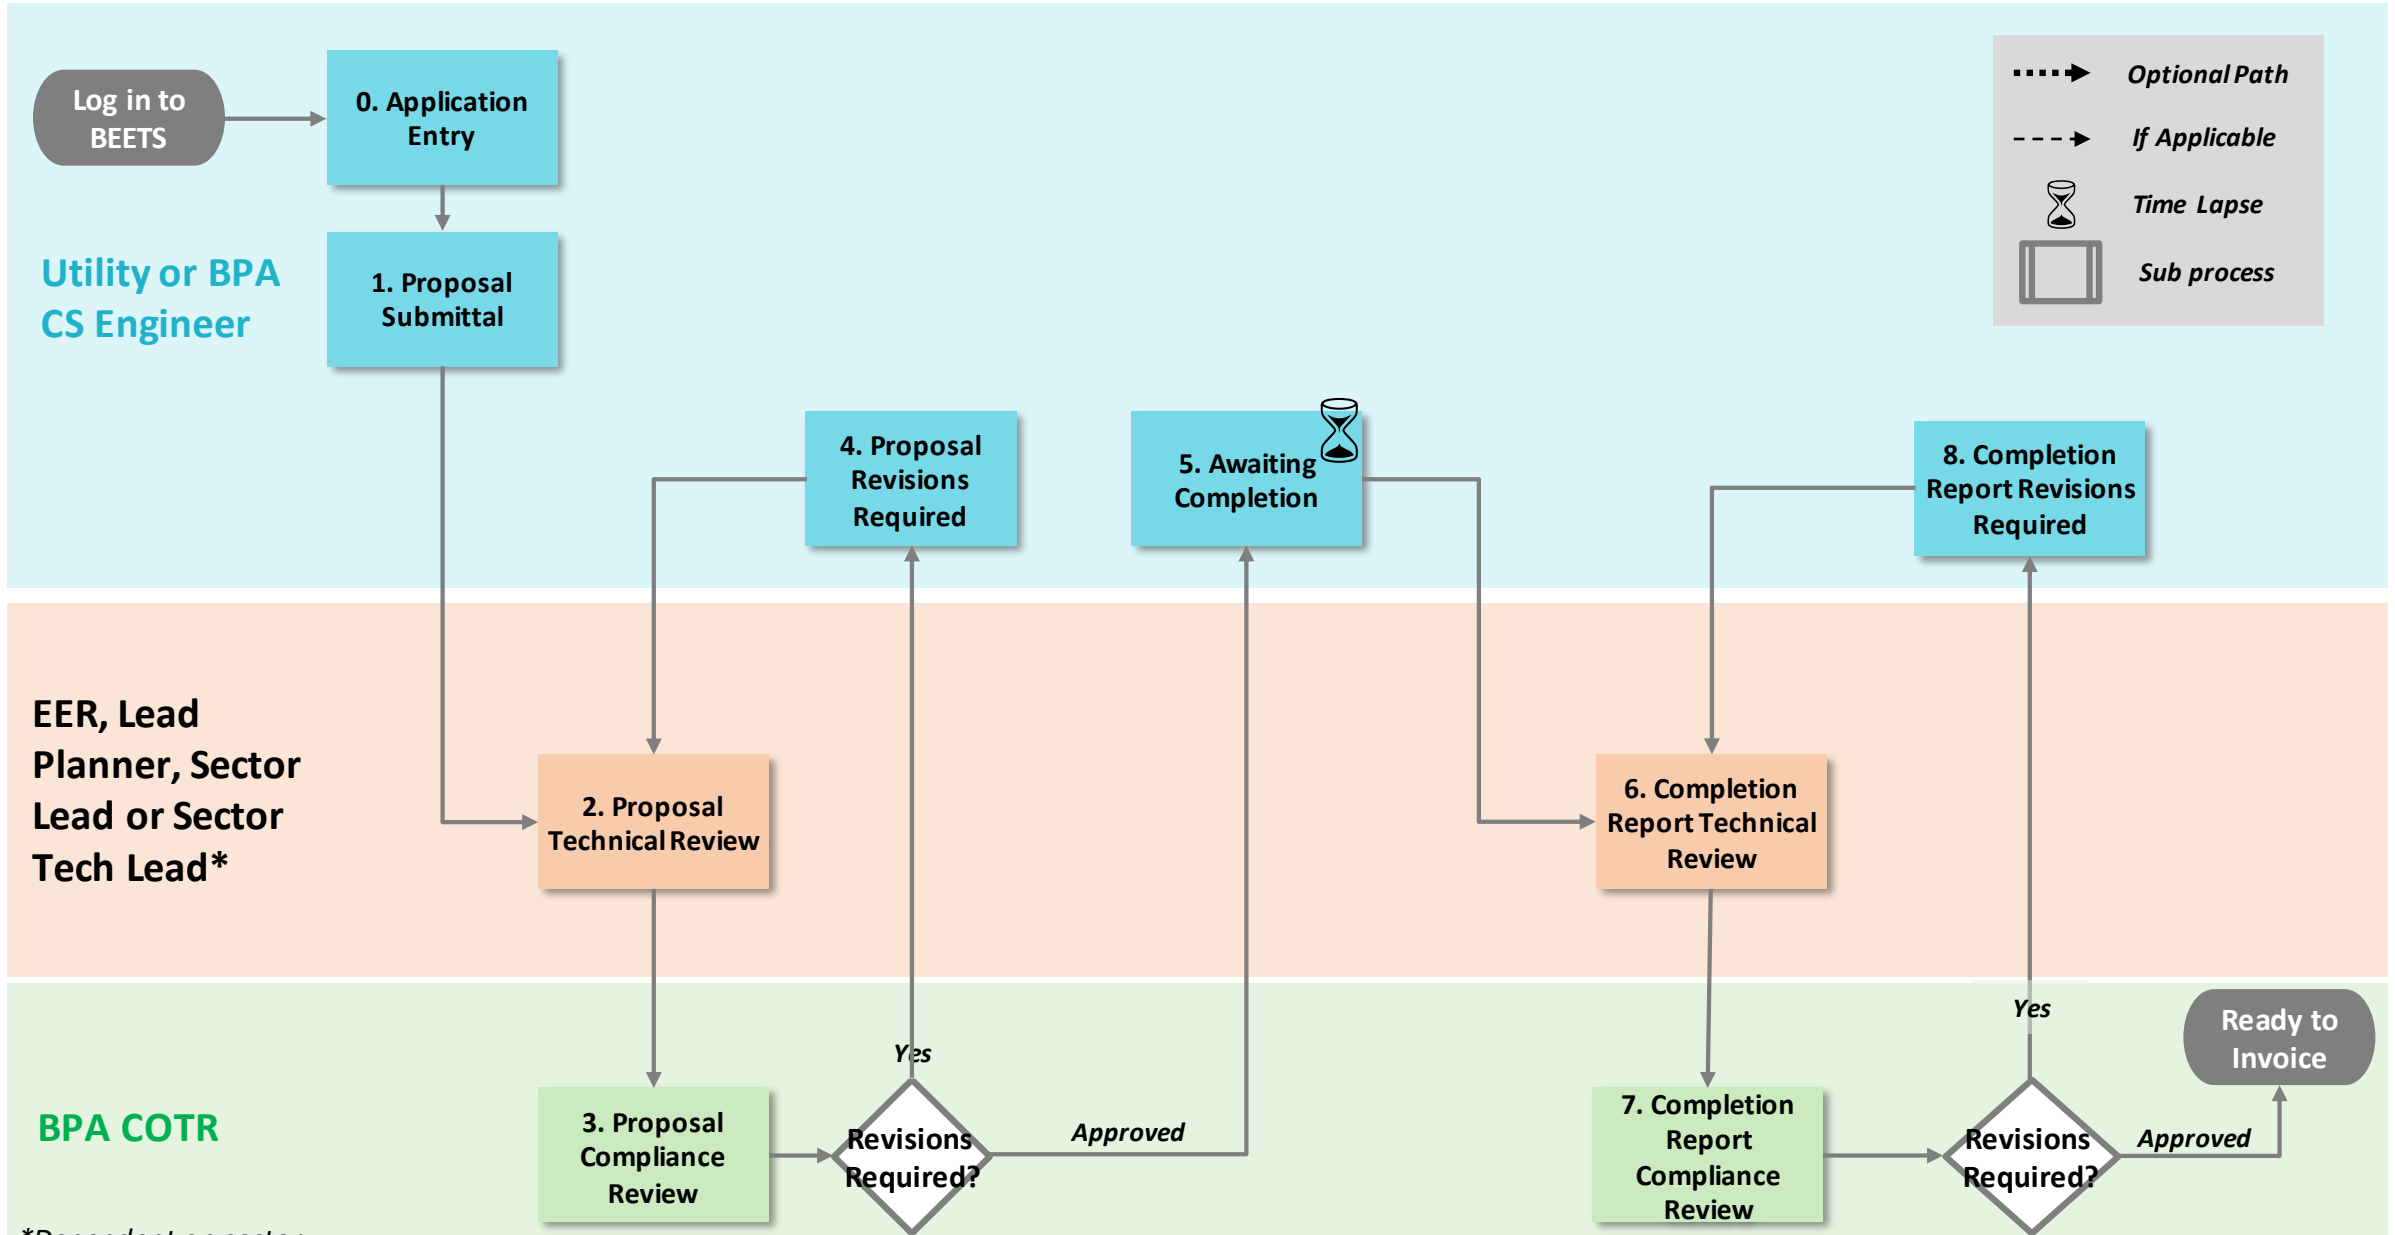 Log in to
BEETS
0. Application
Entry
Optional Path
If Applicable
Time Lapse
Sub process
Utility or BPA
CS Engineer
1. Proposal
Submittal
4. Proposal
Revisions
Required
5. Awaiting
Completion
8. Completion
Report Revisions
Required
EER, Lead
Planner, Sector
Lead or Sector
Tech Lead*
2. Proposal
Technical Review
6. Completion
Report Technical
Review
BPA COTR
3. Proposal
Compliance
Review
Yes
Revisions
Required?
Approved
7. Completion
Report
Compliance
Review
Yes
Revisions
Required?
Approved
Ready to
Invoice
*Dependent on sector